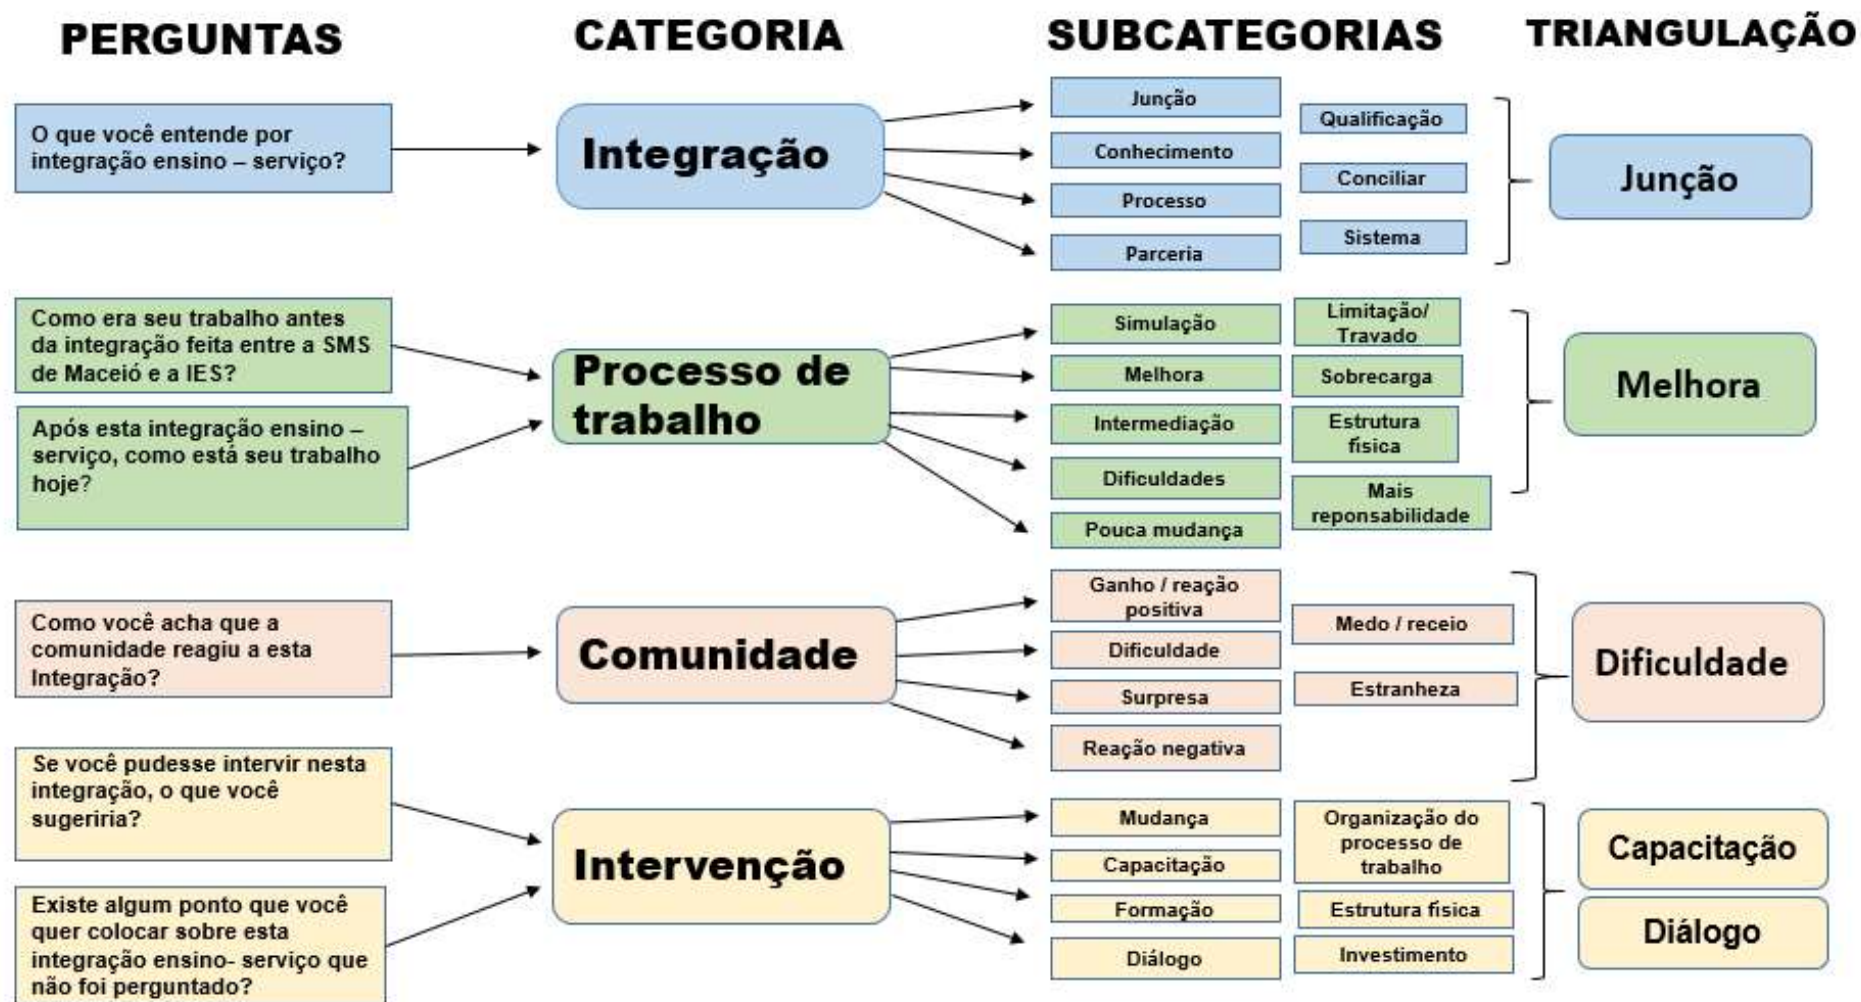 PERGUNTAS
CATEGORIA
SUBCATEGORIAS
TRIANGULAÇÃO
O que você entende por
integração ensino – serviço?
Integração
Junção
Conhecimento
Processo
Parceria
Qualificação
Conciliar
Sistema
Junção
Como era seu trabalho antes
da integração feita entre a SMS
de Maceió e a IES?
Após esta integração ensino –
serviço, como está seu trabalho
hoje?
Processo de
trabalho
Simulação
Melhora
Intermediação
Dificuldades
Pouca mudança
Limitação/
Travado
Sobrecarga
Estrutura
física
Mais
reponsabilidade
Melhora
Como você acha que a
comunidade reagiu a esta
Integração?
Comunidade
Ganho / reação
positiva
Dificuldade
Surpresa
Reação negativa
Medo / receio
Estranheza
Dificuldade
Se você pudesse intervir nesta
integração, o que você
sugeriria?
Existe algum ponto que você
quer colocar sobre esta
integração ensino- serviço que
não foi perguntado?
Intervenção
Mudança
Capacitação
Formação
Diálogo
Organização do
processo de
trabalho
Estrutura física
Investimento
Capacitação
Diálogo